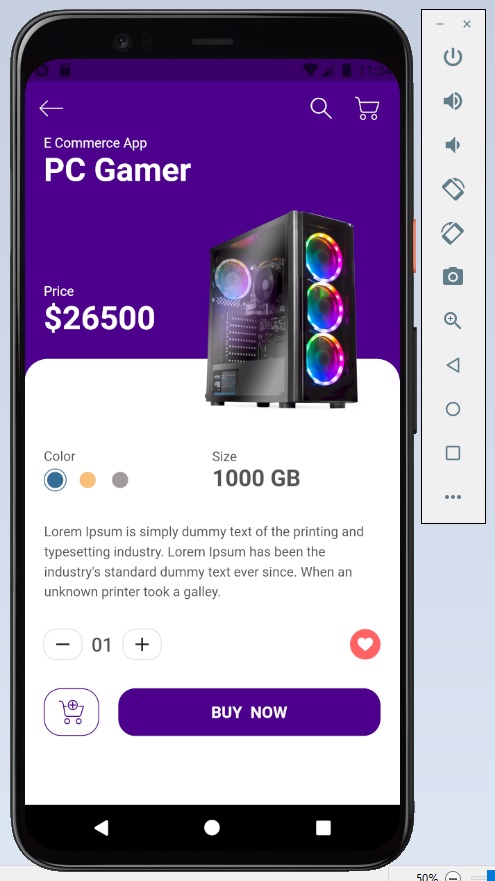 E Commerce App
PC Gamer
Price
$26500
Color
Size
1000 GB
Lorem Ipsum is simply dummy text of the printing and
typesetting industry. Lorem Ipsum has been the
industry's standard dummy text ever since. When an
unknown printer took a galley.
01
BUY NOW
50%